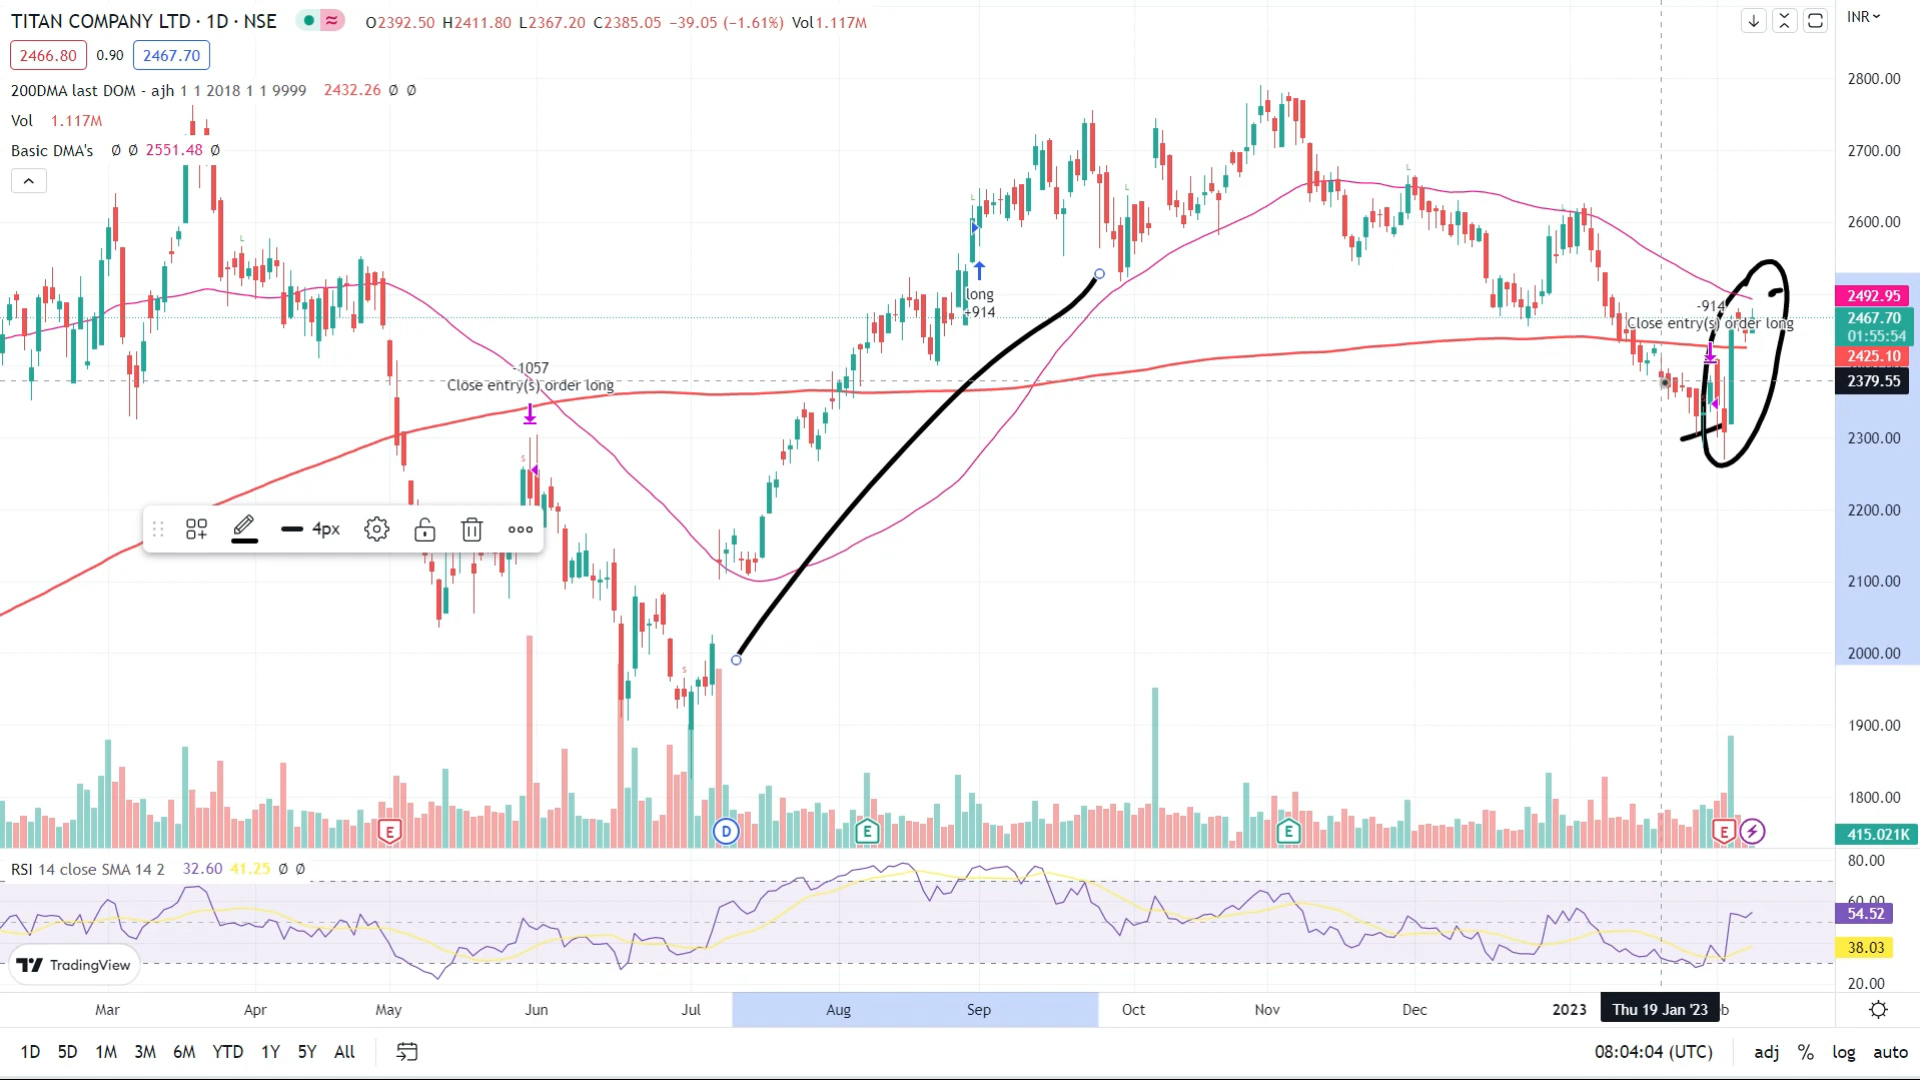 TITAN COMPANY LTD · 1D · NSE O2392.50 H2411.80 L2367.20 C2385.05 −39.05 (−1.61%) Vol1.117M INR
2466.80 0.90 2467.70
200DMA last DOM - ajh 1 1 2018 1 1 9999 2432.26 Ø Ø
Vol 1.117M
Basic DMA's Ø Ø 2551.48 Ø
2800.00
2700.00
2600.00
2492.95
2467.70
01:55:54
2425.10
2379.55
2300.00
2200.00
2100.00
2000.00
1900.00
1800.00
415.021K
L
L
L
L
long
+914
-1057
Close entry(s) order long
-914
Close entry(s) order long
S
S
4px
E D E E E
RSI 14 close SMA 14 2 32.60 41.25 Ø Ø
80.00
60.00
54.52
38.03
20.00
TradingView
Mar Apr May Jun Jul Aug Sep Oct Nov Dec 2023 Thu 19 Jan '23
1D 5D 1M 3M 6M YTD 1Y 5Y All 08:04:04 (UTC) adj % log auto